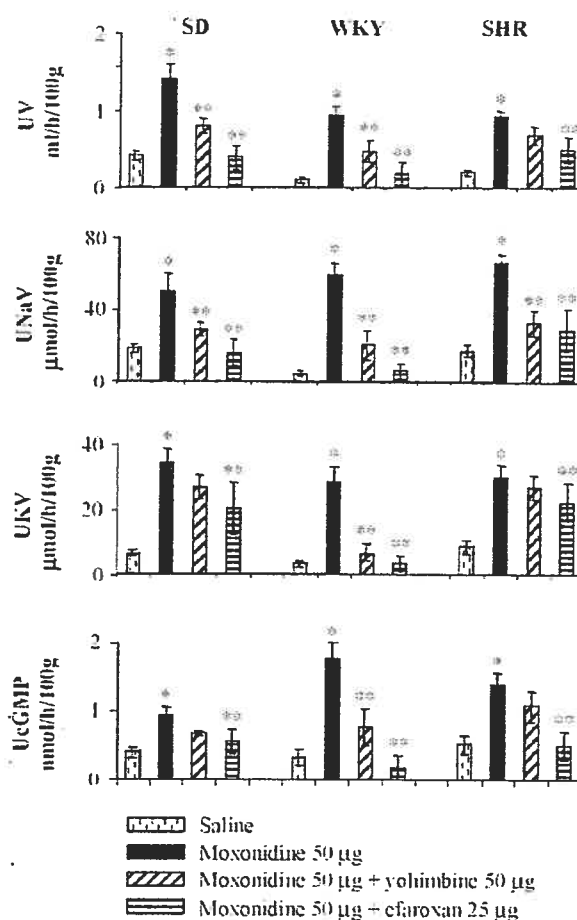 SD WKY SHR
UV
ml/h/100g
2
1
0
* ** ** * ** ** * **
UNaV
µmol/h/100g
80
40
0
* ** ** * ** ** * ** **
UKV
µmol/h/100g
40
20
0
* ** * ** ** * **
UcGMP
nmol/h/100g
2
1
0
* ** * ** ** * **
Saline
Moxonidine 50 µg
Moxonidine 50 µg + yohimbine 50 µg
Moxonidine 50 µg + efaroxan 25 µg